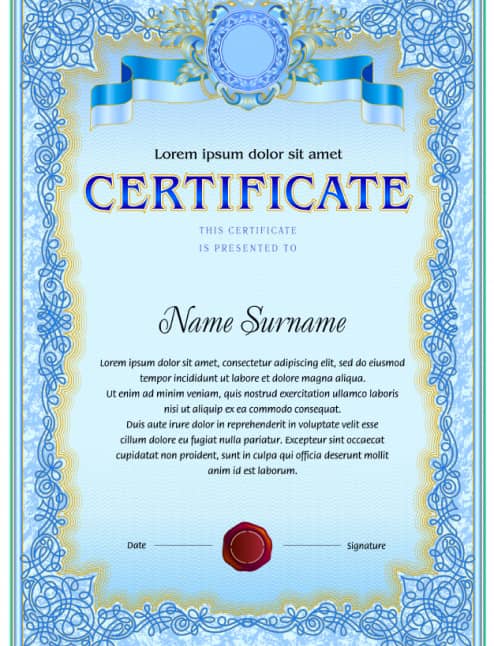 Lorem ipsum dolor sit amet
CERTIFICATE
THIS CERTIFICATE
IS PRESENTED TO
Name Surname
Lorem ipsum dolor sit amet, consectetur adipiscing elit, sed do eiusmod
tempor incididunt ut labore et dolore magna aliqua.
Ut enim ad minim veniam, quis nostrud exercitation ullamco laboris
nisi ut aliquip ex ea commodo consequat.
Duis aute irure dolor in reprehenderit in voluptate velit esse
cillum dolore eu fugiat nulla pariatur. Excepteur sint occaecat
cupidatat non proident, sunt in culpa qui officia deserunt mollit
anim id est laborum.
Date Signature